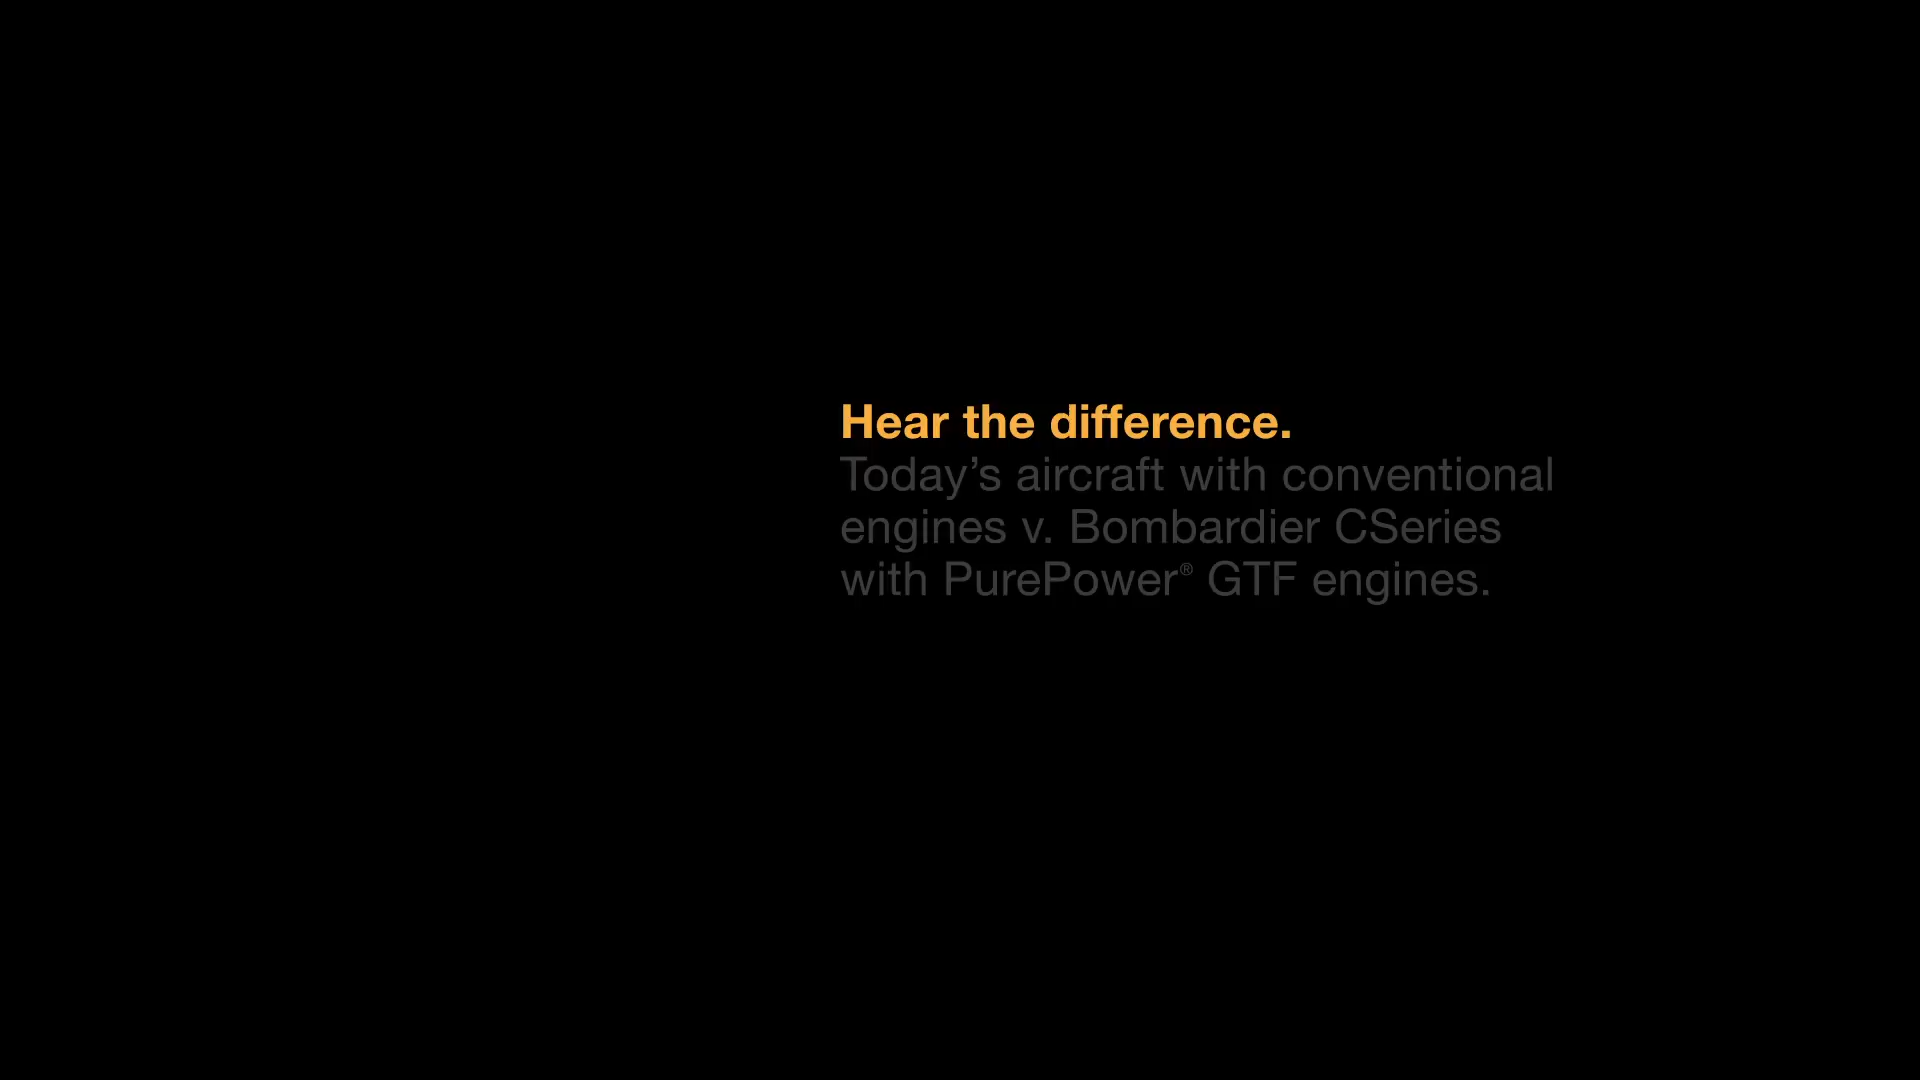 Hear the difference.
Today’s aircraft with conventional
engines v. Bombardier CSeries
with PurePower® GTF engines.